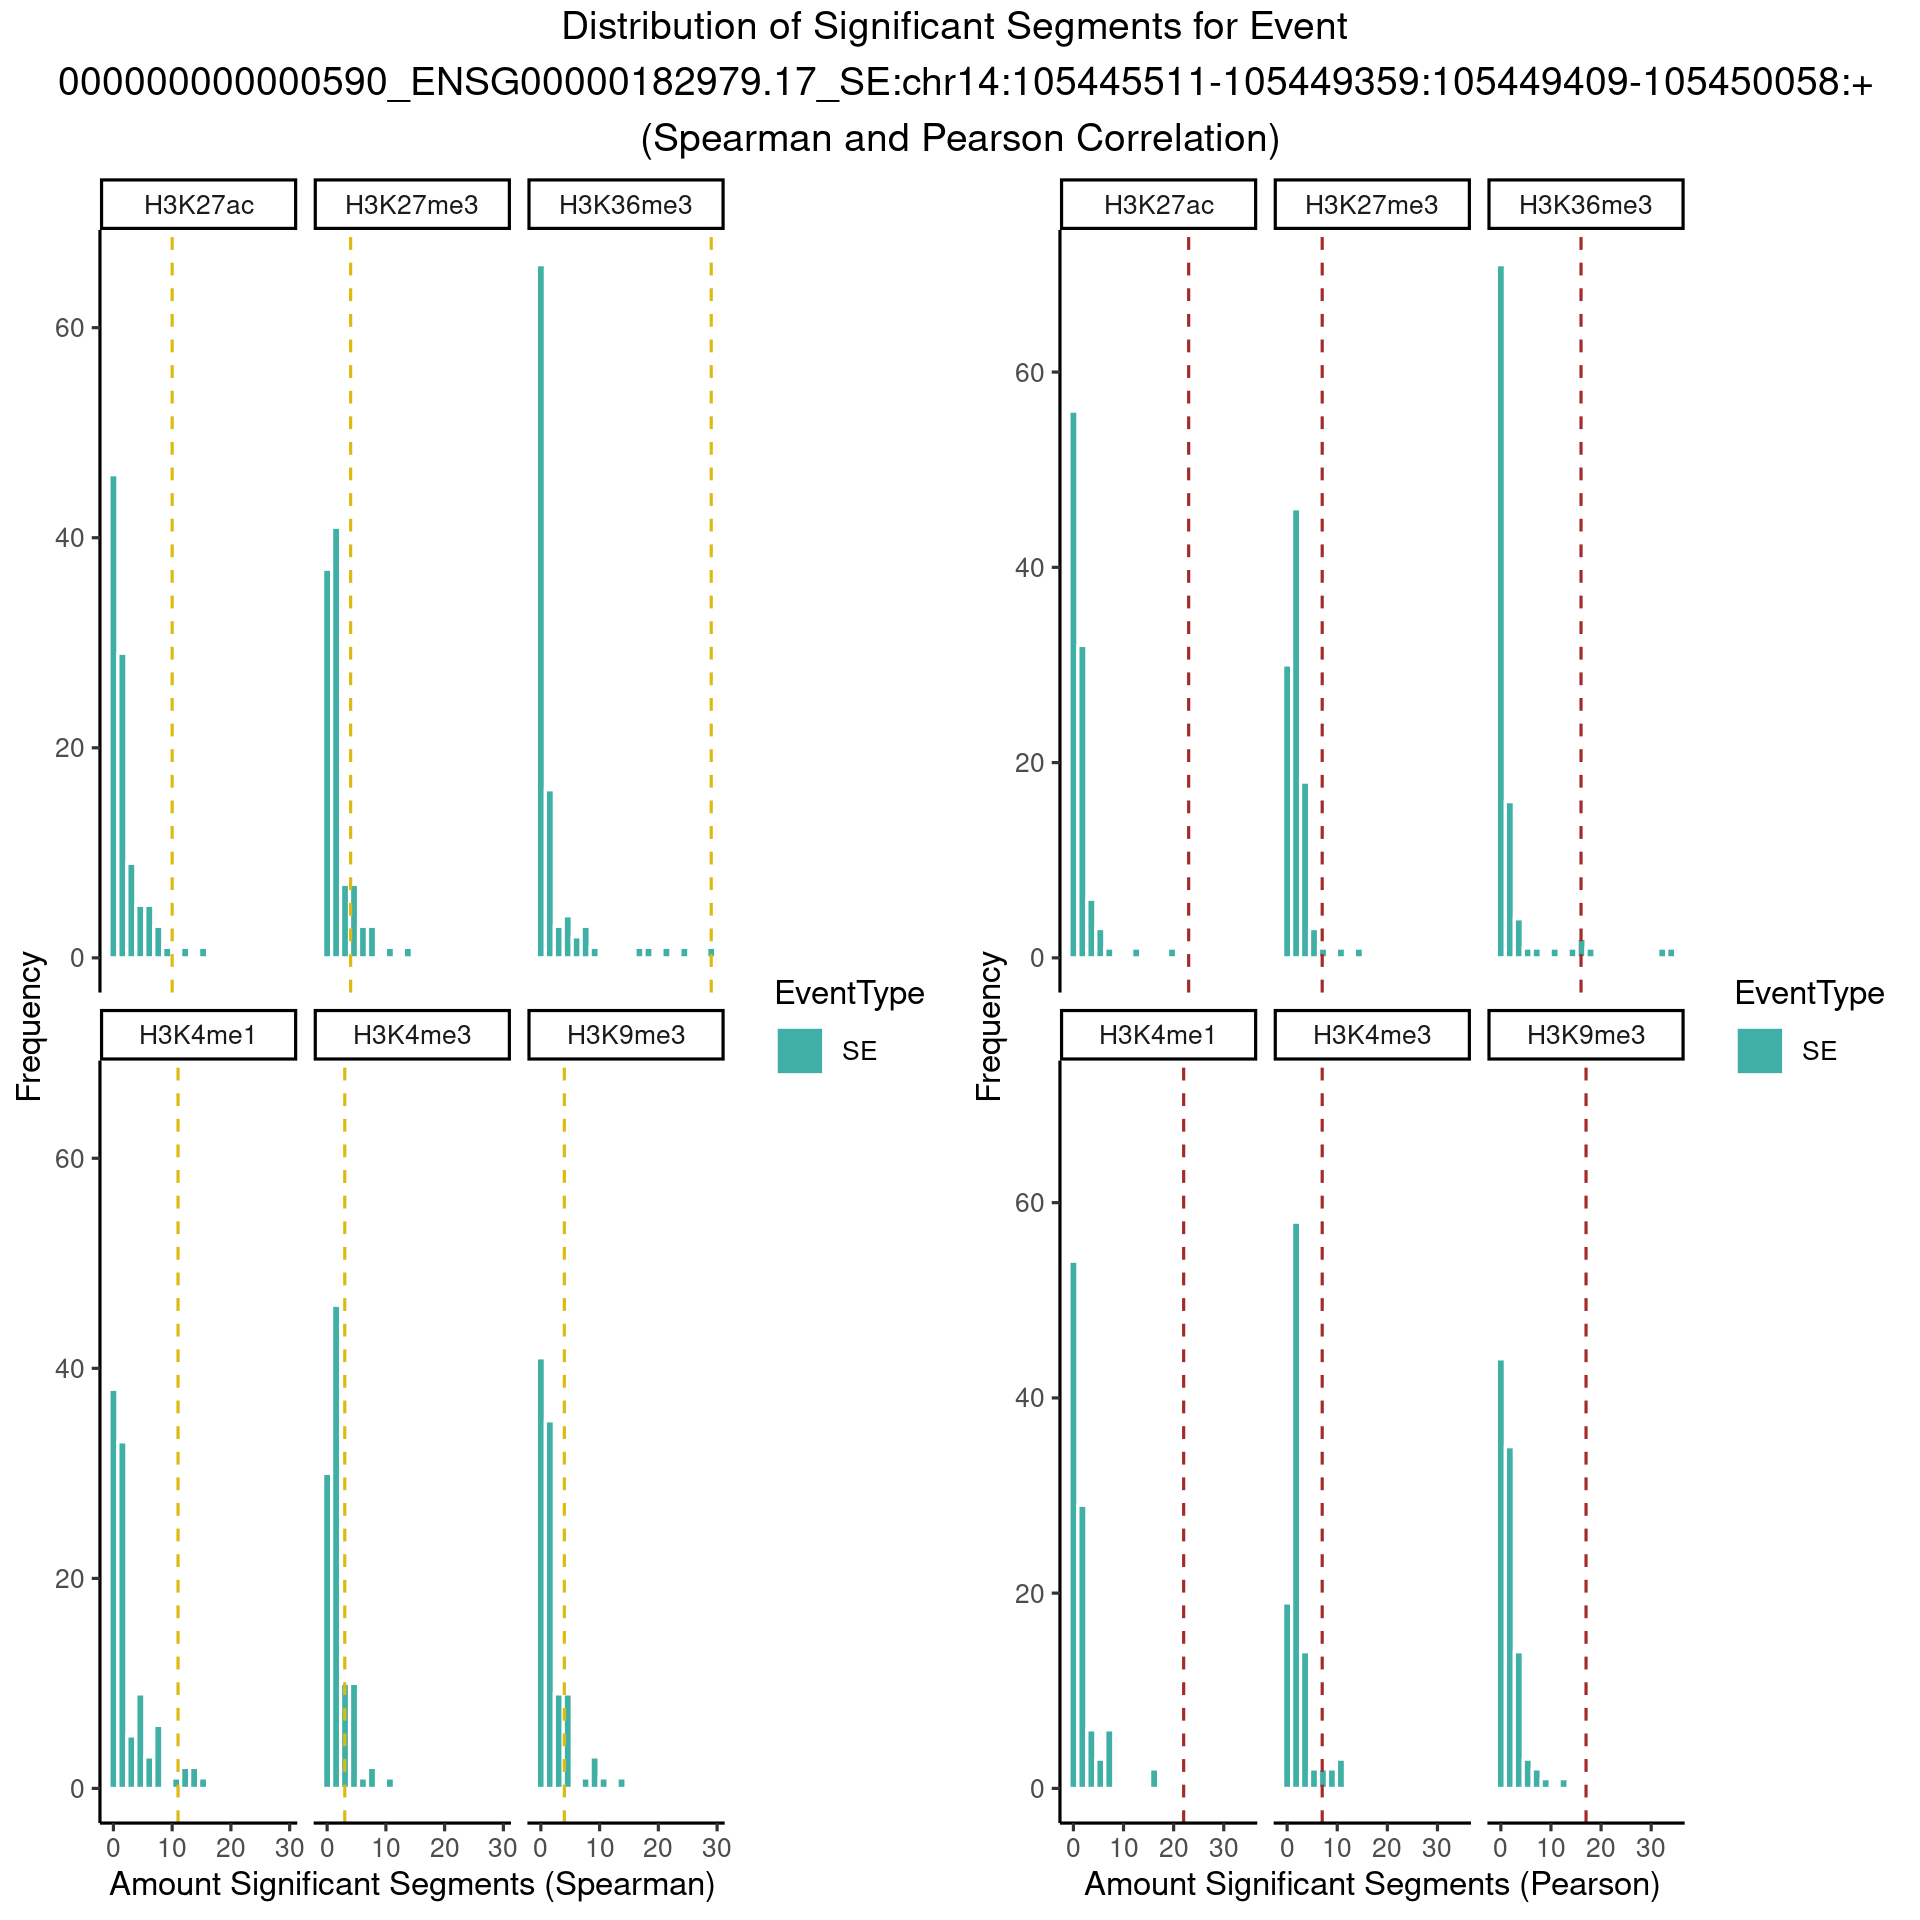 Distribution of Significant Segments for Event
000000000000590_ENSG00000182979.17_SE:chr14:105445511-105449359:105449409-105450058:+
(Spearman and Pearson Correlation)
H3K27ac H3K27me3 H3K36me3
60
40
20
0
H3K4me1 H3K4me3 H3K9me3
60
40
20
0
0 10 20 30 0 10 20 30 0 10 20 30
Frequency
Amount Significant Segments (Spearman)
EventType
SE
H3K27ac H3K27me3 H3K36me3
60
40
20
0
H3K4me1 H3K4me3 H3K9me3
60
40
20
0
0 10 20 30 0 10 20 30 0 10 20 30
Frequency
Amount Significant Segments (Pearson)
EventType
SE